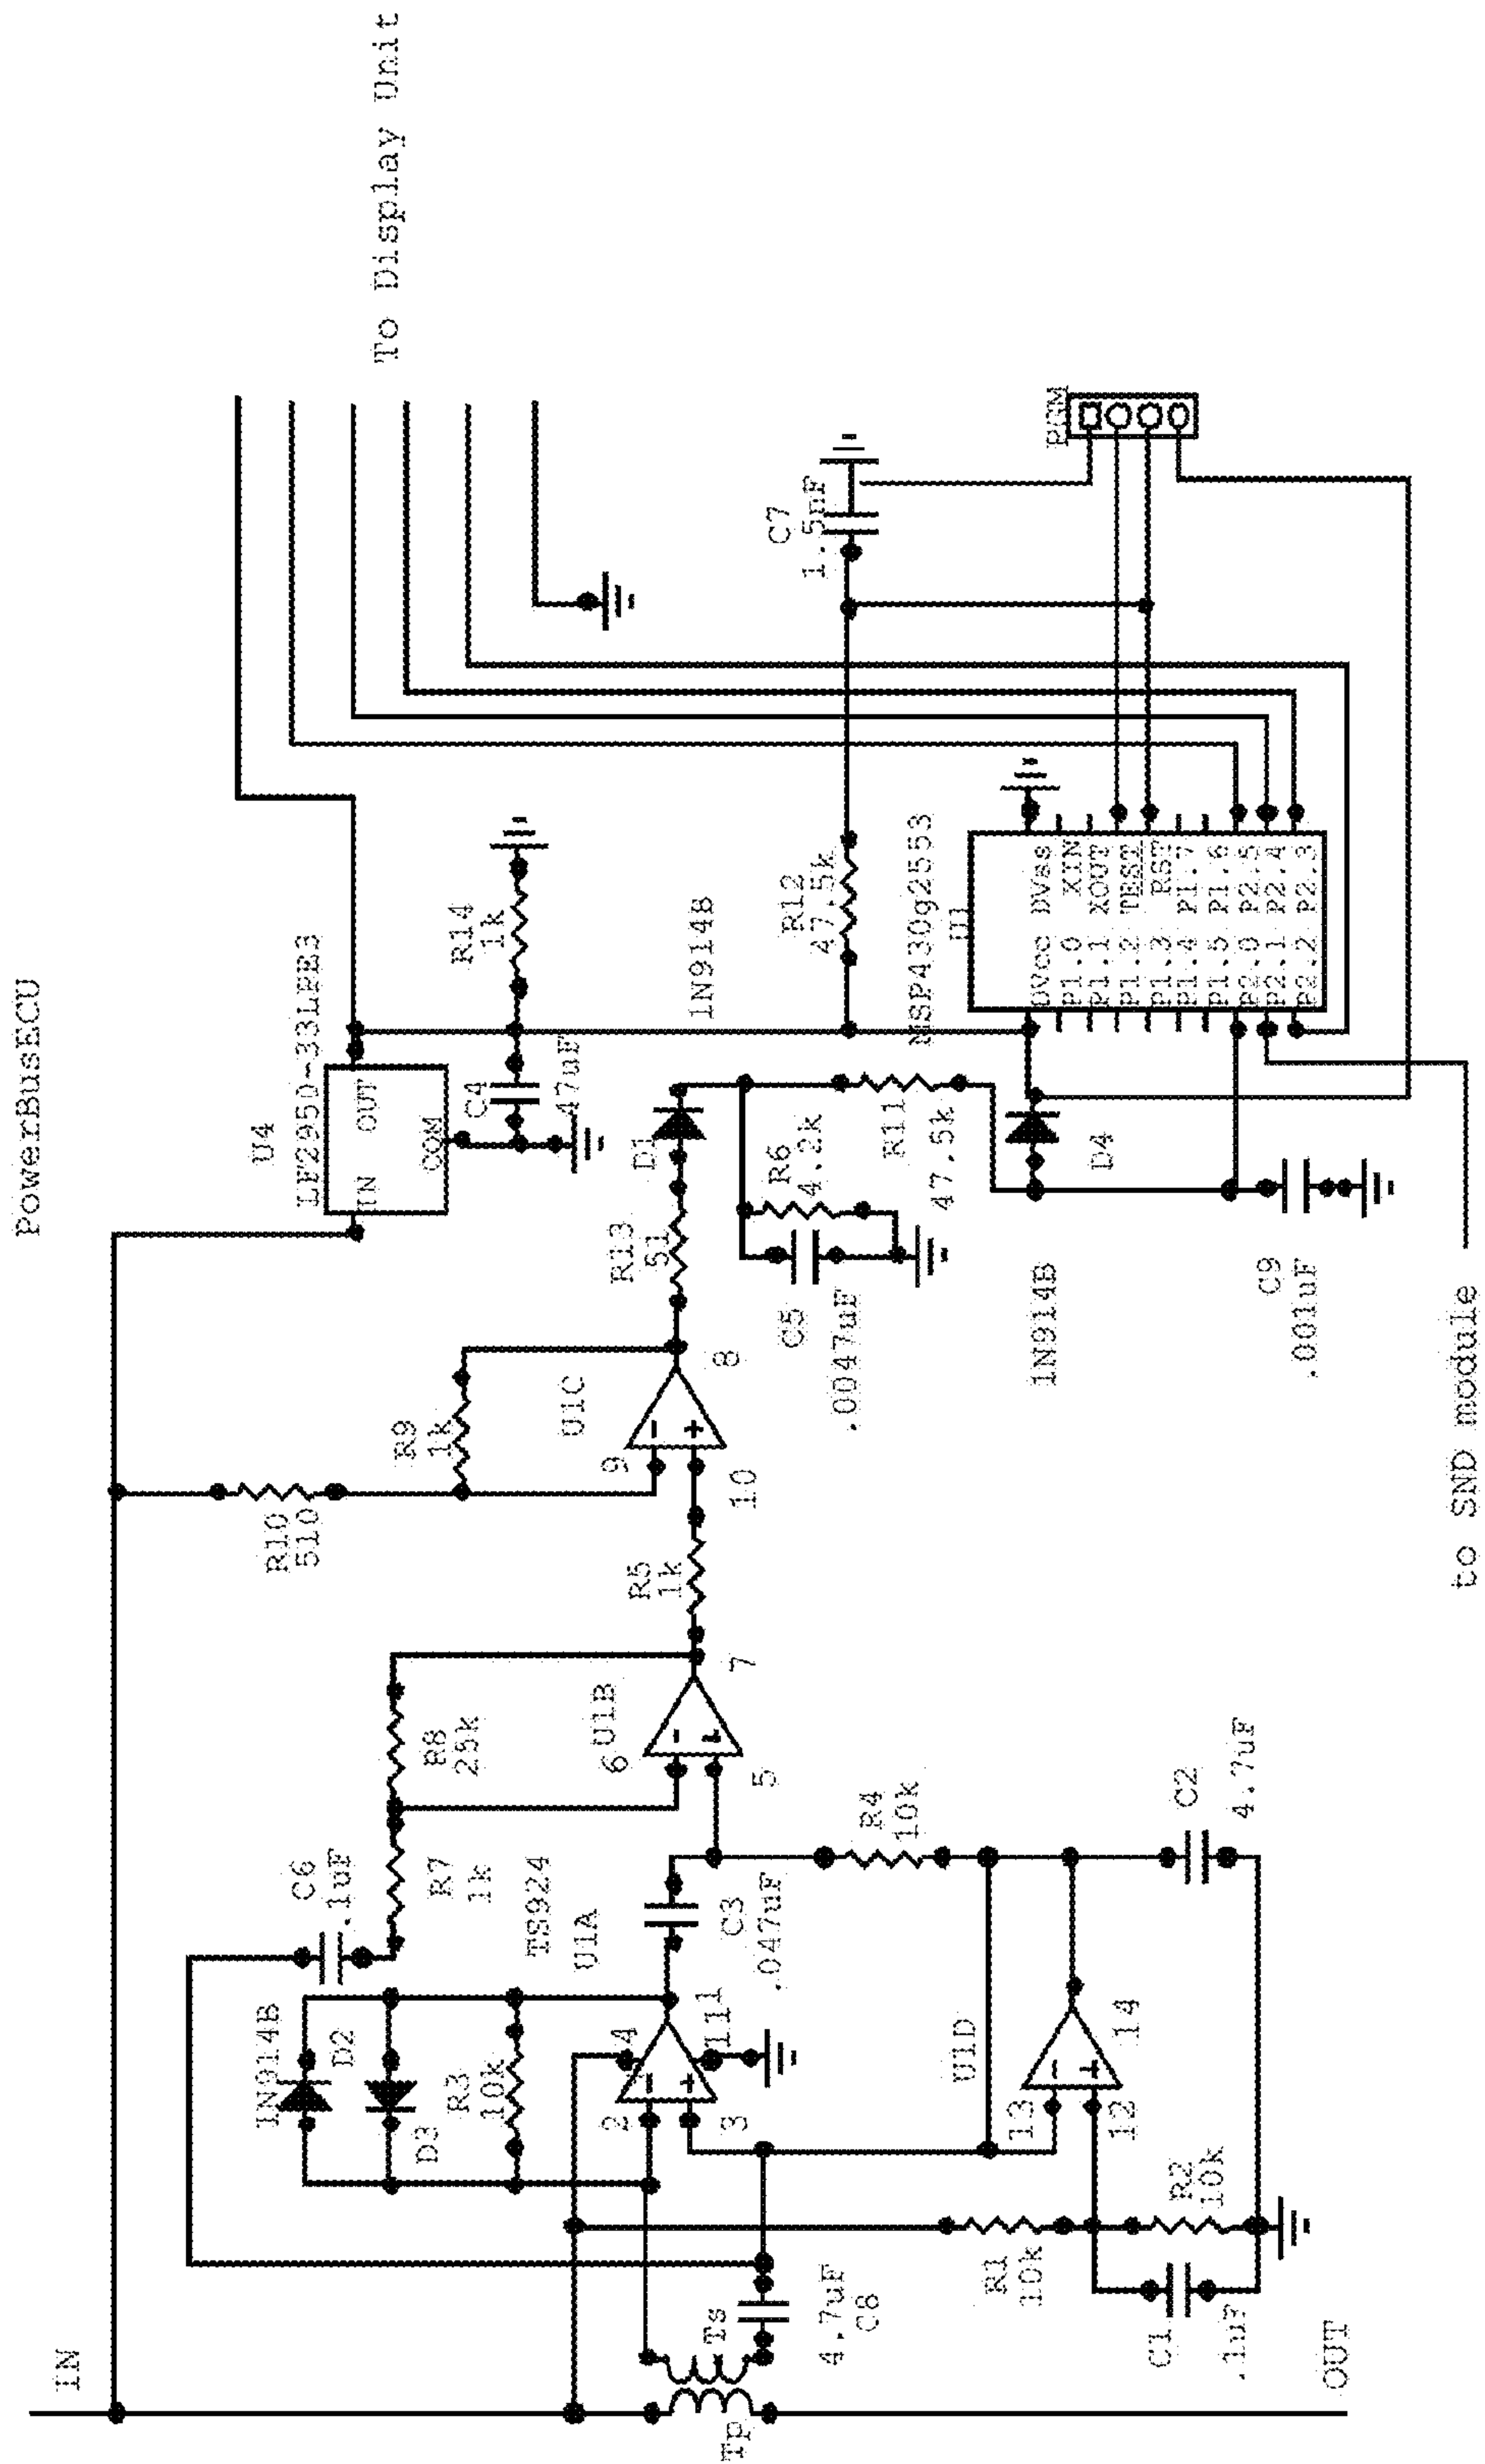 PowerBusECU
IN
To Display Unit
U4
LF2950-33LPE3
IN
OUT
COM
R14
1k
C4
47uF
R10
510
R9
1k
C6
.1uF
R8
25k
R7
1k
IN914B
D2
D3
R3
10k
TS924
U1A
2
3
4
11
1
U1B
6
5
7
R5
1k
U1C
9
10
8
R13
51
D1
1N914B
R12
47.5k
C7
1.5nF
C3
.047uF
R6
4.2k
C5
.0047uF
R11
47.5k
MSP430g2553
U1
DVcc DVss
P1.0 XIN
P1.1 XOUT
P1.2 TEST
P1.3 RST
P1.4 P1.7
P1.5 P1.6
P2.0 P2.5
P2.1 P2.4
P2.2 P2.3
PGM
D4
1N914B
C9
.001uF
Ts
Tp
4.7uF
C8
R4
10k
U1D
13
12
14
C2
4.7uF
R1
10k
R2
10k
C1
.1uF
OUT
to SND module